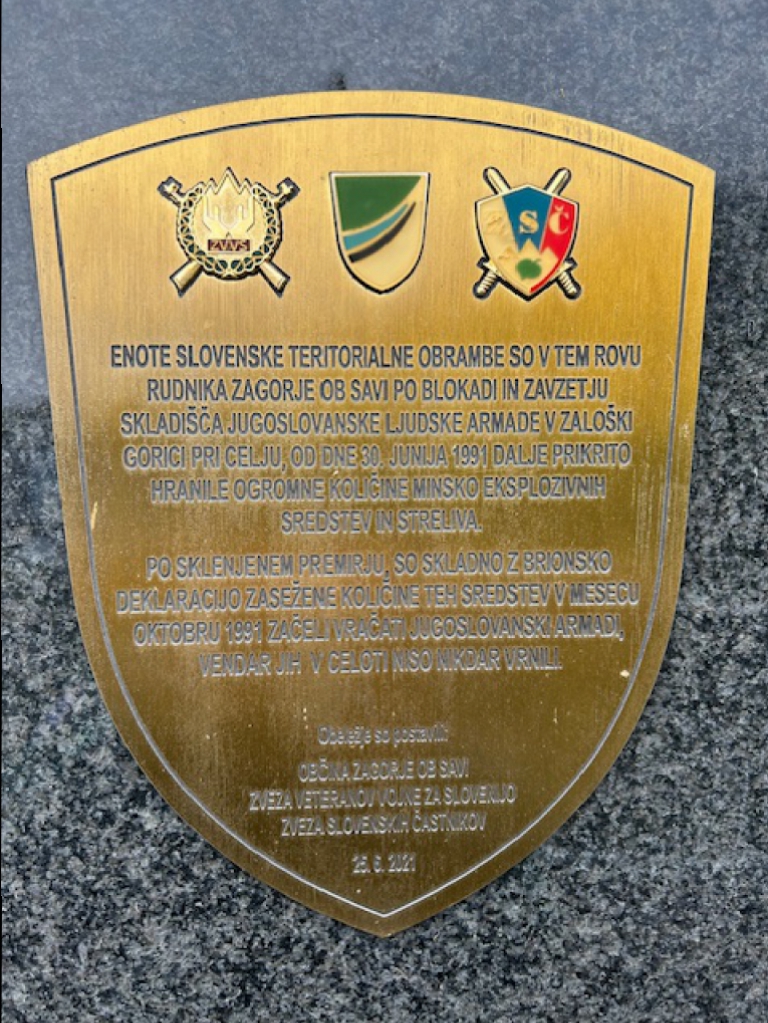 ZVVS
S Č
ENOTE SLOVENSKE TERITORIALNE OBRAMBE SO V TEM ROVU
RUDNIKA ZAGORJE OB SAVI PO BLOKADI IN ZAVZETJU
SKLADIŠČA JUGOSLOVANSKE LJUDSKE ARMADE V ZALOŠKI
GORICI PRI CELJU, OD DNE 30. JUNIJA 1991 DALJE PRIKRITO
HRANILE OGROMNE KOLIČINE MINSKO EKSPLOZIVNIH
SREDSTEV IN STRELIVA.
PO SKLENJENEM PREMIRJU, SO SKLADNO Z BRIONSKO
DEKLARACIJO ZASEŽENE KOLIČINE TEH SREDSTEV V MESECU
OKTOBRU 1991 ZAČELI VRAČATI JUGOSLOVANSKI ARMADI,
VENDAR JIH V CELOTI NISO NIKDAR VRNILI.
Obeležje so postavili:
OBČINA ZAGORJE OB SAVI
ZVEZA VETERANOV VOJNE ZA SLOVENIJO
ZVEZA SLOVENSKIH ČASTNIKOV
2021